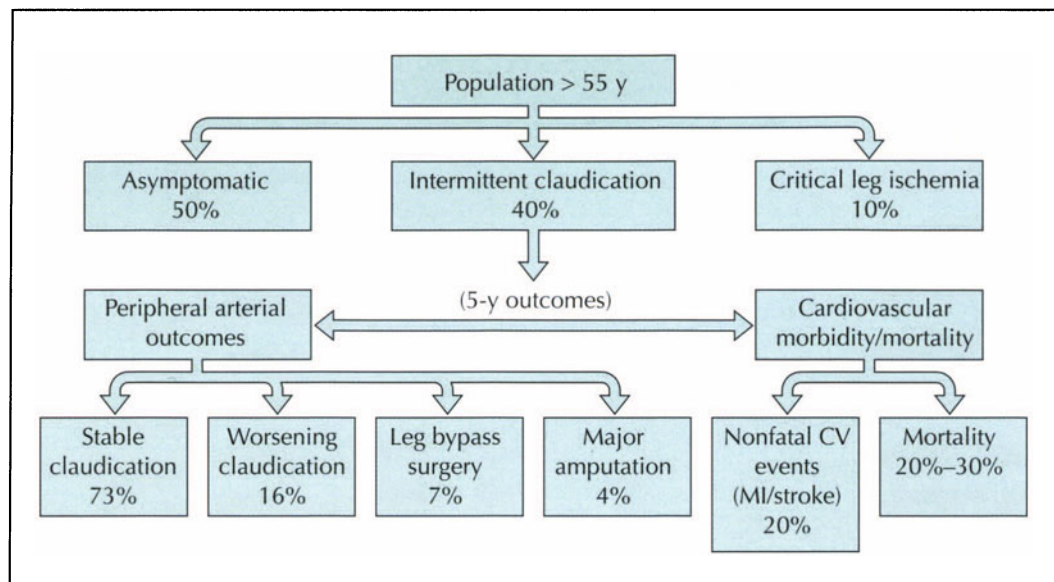 Population > 55 y
Asymptomatic
50%
Intermittent claudication
40%
Critical leg ischemia
10%
(5-y outcomes)
Peripheral arterial
outcomes
Cardiovascular
morbidity/mortality
Stable
claudication
73%
Worsening
claudication
16%
Leg bypass
surgery
7%
Major
amputation
4%
Nonfatal CV
events
(MI/stroke)
20%
Mortality
20%–30%